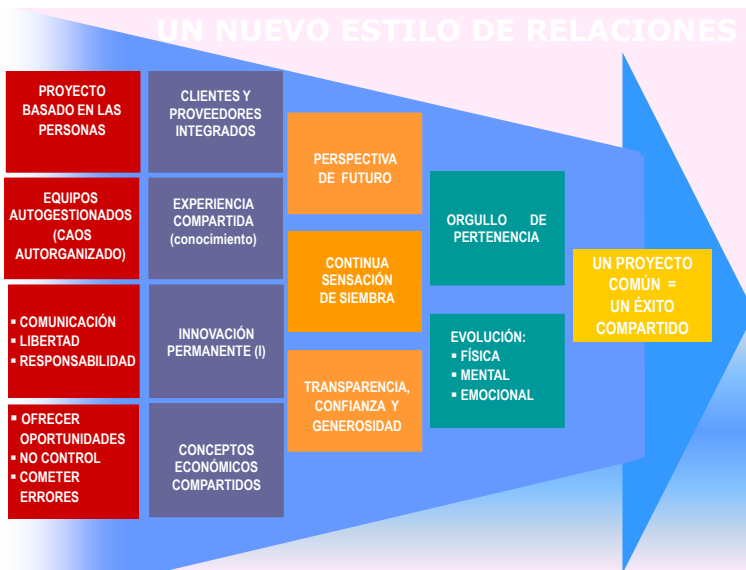 UN NUEVO ESTILO DE RELACIONES
PROYECTO
BASADO EN LAS
PERSONAS
EQUIPOS
AUTOGESTIONADOS
(CAOS
AUTORGANIZADO)
▪ COMUNICACIÓN
▪ LIBERTAD
▪ RESPONSABILIDAD
▪ OFRECER
OPORTUNIDADES
▪ NO CONTROL
▪ COMETER
ERRORES
CLIENTES Y
PROVEEDORES
INTEGRADOS
EXPERIENCIA
COMPARTIDA
(conocimiento)
INNOVACIÓN
PERMANENTE (I)
CONCEPTOS
ECONÓMICOS
COMPARTIDOS
PERSPECTIVA
DE FUTURO
CONTINUA
SENSACIÓN
DE SIEMBRA
TRANSPARENCIA,
CONFIANZA Y
GENEROSIDAD
ORGULLO DE
PERTENENCIA
EVOLUCIÓN:
▪ FÍSICA
▪ MENTAL
▪ EMOCIONAL
UN PROYECTO
COMÚN =
UN ÉXITO
COMPARTIDO